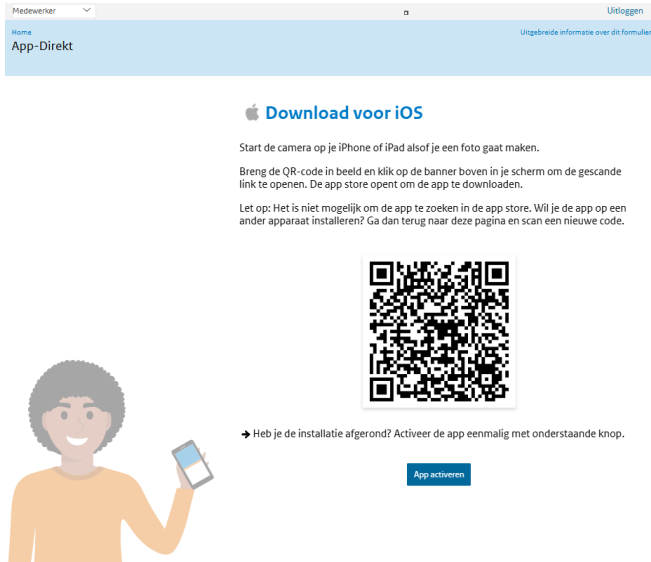 Medewerker
Uitloggen
Home
Uitgebreide informatie over dit formulier
App-Direkt
Download voor iOS
Start de camera op je iPhone of iPad alsof je een foto gaat maken.
Breng de QR-code in beeld en klik op de banner boven in je scherm om de gescande
link te openen. De app store opent om de app te downloaden.
Let op: Het is niet mogelijk om de app te zoeken in de app store. Wil je de app op een
ander apparaat installeren? Ga dan terug naar deze pagina en scan een nieuwe code.
➔ Heb je de installatie afgerond? Activeer de app eenmalig met onderstaande knop.
App activeren